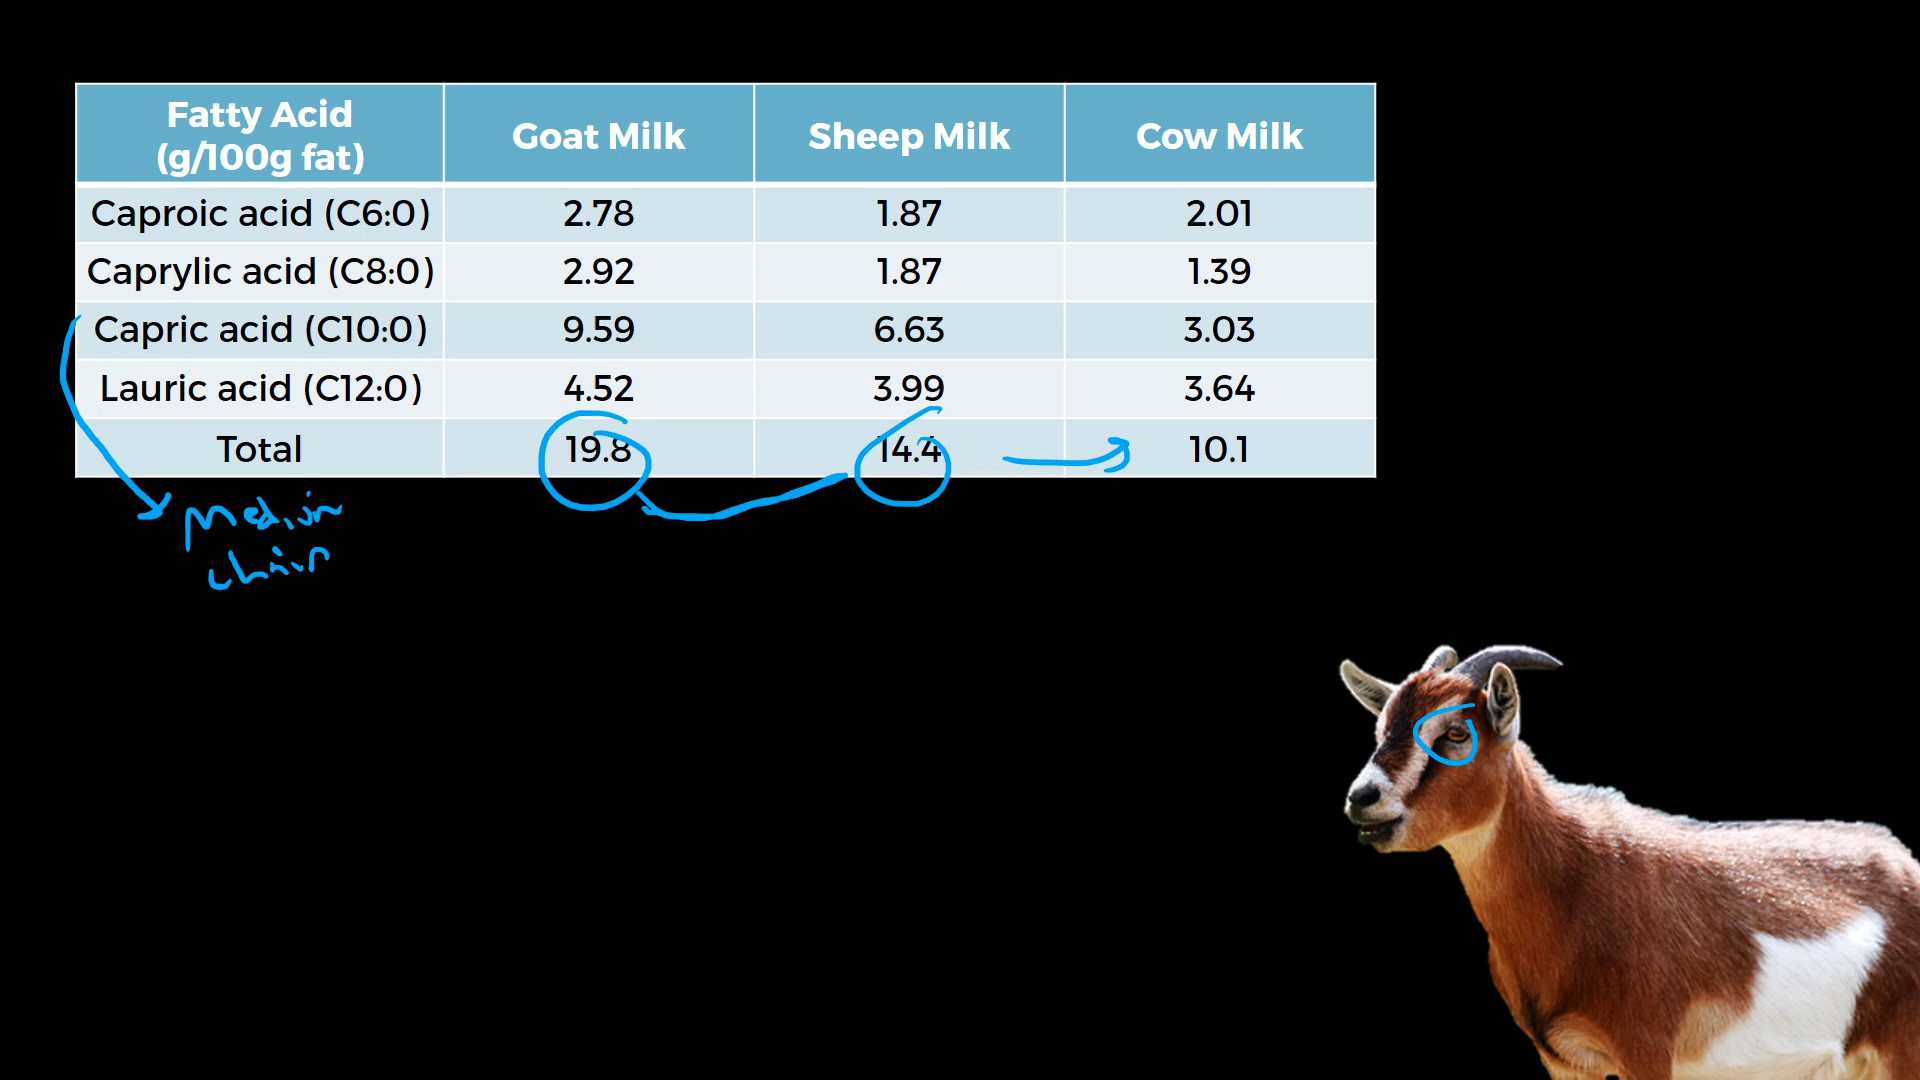 Fatty Acid
(g/100g fat)
Goat Milk
Sheep Milk
Cow Milk
Caproic acid (C6:0)
2.78
1.87
2.01
Caprylic acid (C8:0)
2.92
1.87
1.39
Capric acid (C10:0)
9.59
6.63
3.03
Lauric acid (C12:0)
4.52
3.99
3.64
Total
19.8
14.4
10.1
Medium
chain